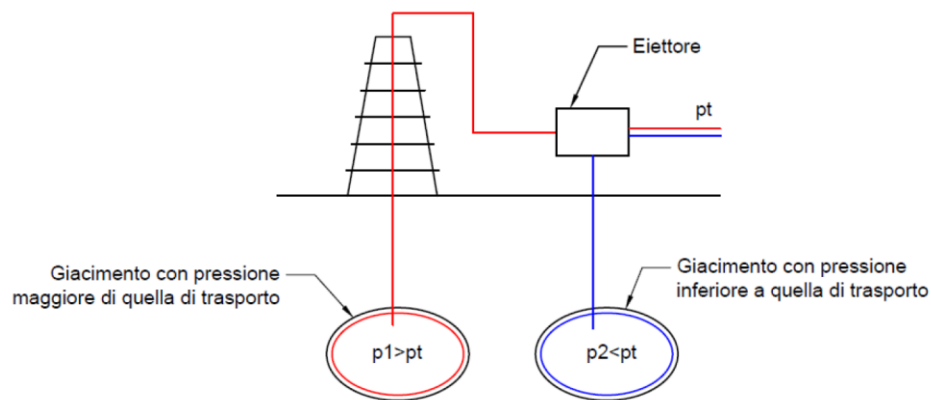 Eiettore
pt
Giacimento con pressione
maggiore di quella di trasporto
Giacimento con pressione
inferiore a quella di trasporto
p1>pt
p2<pt